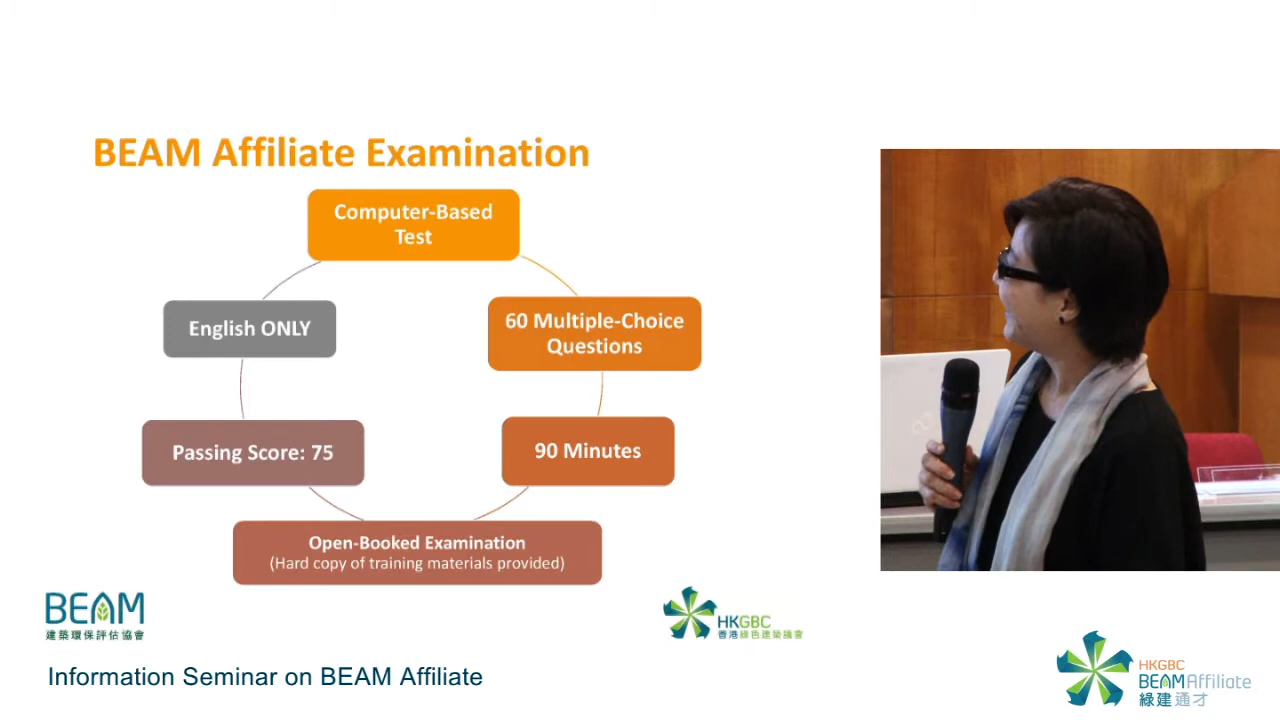 BEAM Affiliate Examination
Computer-Based
Test
English ONLY
60 Multiple-Choice
Questions
Passing Score: 75
90 Minutes
Open-Booked Examination
(Hard copy of training materials provided)
BEAM
建築環保評估協會
HKGBC
香港綠色建築議會
Information Seminar on BEAM Affiliate
HKGBC
BEAM Affiliate
綠建通才